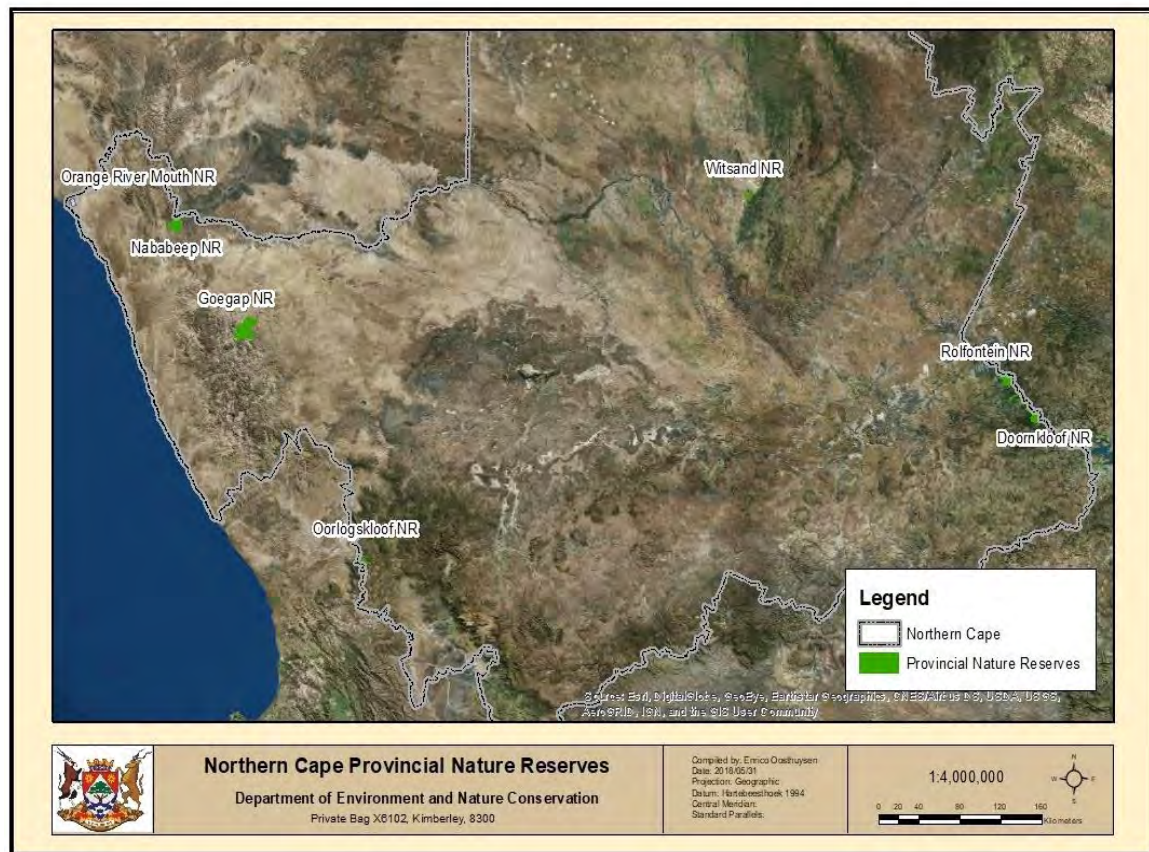 Orange River Mouth NR
Witsand NR
Nababeep NR
Goegap NR
Rolfontein NR
Doornkloof NR
Oorlogskloof NR
Legend
Northern Cape
Provincial Nature Reserves
Source: Esri, DigitalGlobe, GeoEye, Earthstar Geographics, CNES/Airbus DS, USDA, USGS,
AeroGRID, IGN, and the GIS User Community
Northern Cape Provincial Nature Reserves
Department of Environment and Nature Conservation
Private Bag X6102, Kimberley, 8300
Compiled by: Enrico Oosthuysen
Date: 2018/05/31
Projection: Geographic
Datum: Hartebeesthoek 1994
Central Meridian:
Standard Parallels:
1:4,000,000
N
W E
S
0 20 40 80 120 160
Kilometers